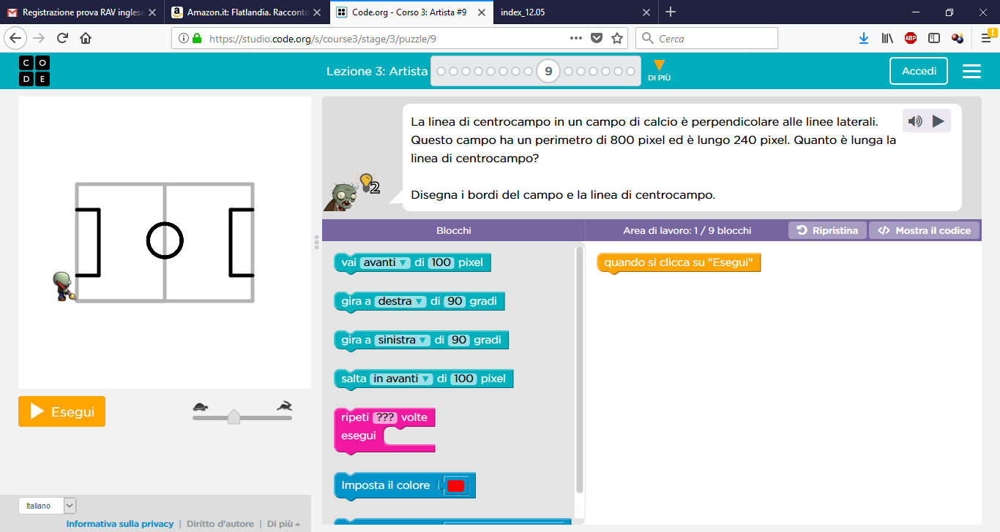 Registrazione prova RAV inglese
Amazon.it: Flatlandia. Racconto
Code.org - Corso 3: Artista #9
index_12.05
https://studio.code.org/s/course3/stage/3/puzzle/9
Cerca
ABP
C O
D E
Lezione 3: Artista
9
DI PIÙ
Accedi
La linea di centrocampo in un campo di calcio è perpendicolare alle linee laterali.
Questo campo ha un perimetro di 800 pixel ed è lungo 240 pixel. Quanto è lunga la
linea di centrocampo?
Disegna i bordi del campo e la linea di centrocampo.
2
Blocchi
Area di lavoro: 1 / 9 blocchi
Ripristina
Mostra il codice
vai avanti di 100 pixel
quando si clicca su "Esegui"
gira a destra di 90 gradi
gira a sinistra di 90 gradi
salta in avanti di 100 pixel
ripeti ??? volte
esegui
Imposta il colore
Esegui
Italiano
Informativa sulla privacy | Diritto d'autore | Di più